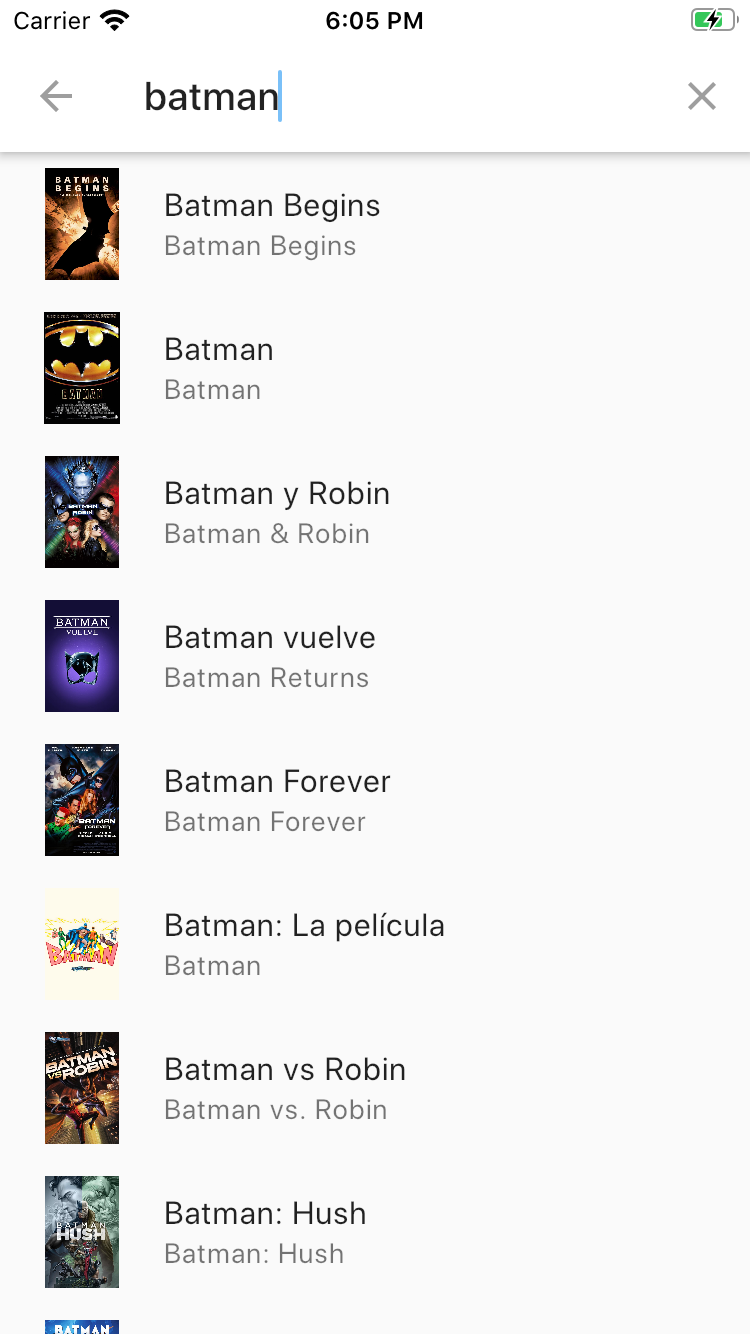 Carrier 6:05 PM
batman
BATMAN
BEGINS
Batman Begins
Batman Begins
BATMAN
Batman
Batman
BATMAN
ROBIN
Batman y Robin
Batman & Robin
BATMAN
VUELVE
Batman vuelve
Batman Returns
BATMAN
FOREVER
Batman Forever
Batman Forever
BATMAN
Batman: La película
Batman
BATMAN
VS ROBIN
Batman vs Robin
Batman vs. Robin
BATMAN
HUSH
Batman: Hush
Batman: Hush
BATMAN